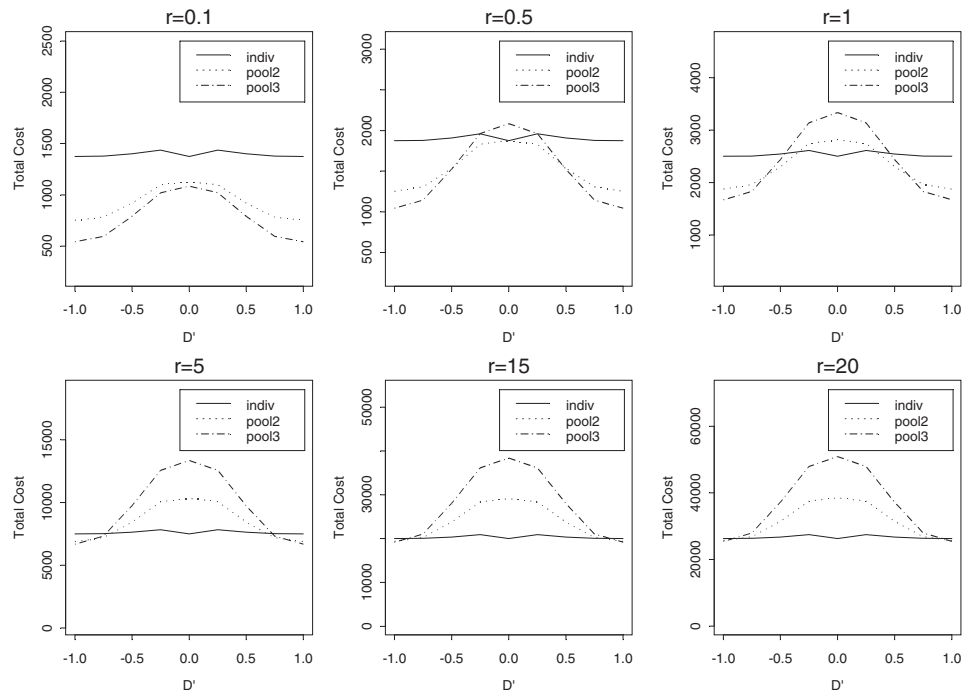 r=0.1
Total Cost
500
1000
1500
2000
2500
indiv
pool2
pool3
-1.0 -0.5 0.0 0.5 1.0
D'
r=0.5
Total Cost
500
1000
2000
3000
indiv
pool2
pool3
-1.0 -0.5 0.0 0.5 1.0
D'
r=1
Total Cost
1000
2000
3000
4000
indiv
pool2
pool3
-1.0 -0.5 0.0 0.5 1.0
D'
r=5
Total Cost
0
5000
10000
15000
indiv
pool2
pool3
-1.0 -0.5 0.0 0.5 1.0
D'
r=15
Total Cost
0
10000
30000
50000
indiv
pool2
pool3
-1.0 -0.5 0.0 0.5 1.0
D'
r=20
Total Cost
0
20000
40000
60000
indiv
pool2
pool3
-1.0 -0.5 0.0 0.5 1.0
D'